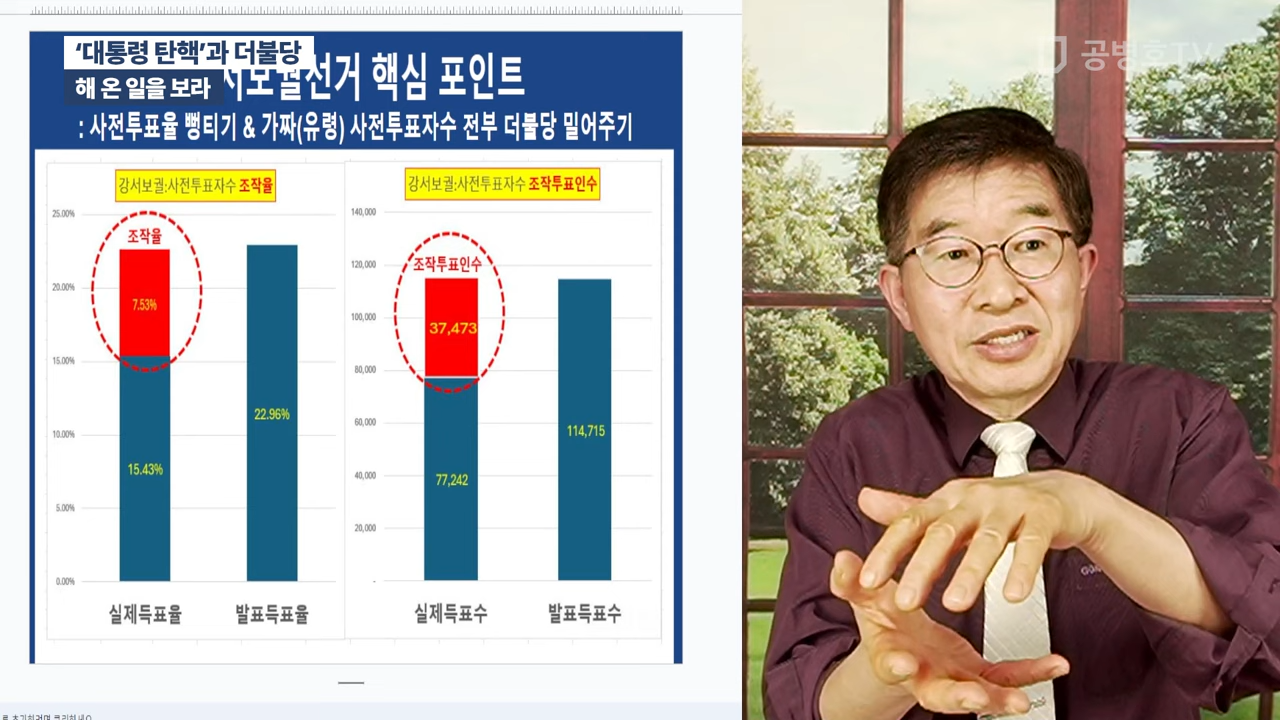 ‘대통령 탄핵’과 더불당
해 온 일을 보라
서보궐선거 핵심 포인트
: 사전투표율 뻥티기 & 가짜(유령) 사전투표자수 전부 더불당 밀어주기
강서보궐:사전투표자수 조작율
25.00%
20.00%
15.00%
10.00%
5.00%
0.00%
조작율
7.53%
15.43%
22.96%
실제득표율
발표득표율
강서보궐:사전투표자수 조작투표인수
140,000
120,000
100,000
80,000
60,000
40,000
20,000
-
조작투표인수
37,473
77,242
114,715
실제득표수
발표득표수
공병호TV